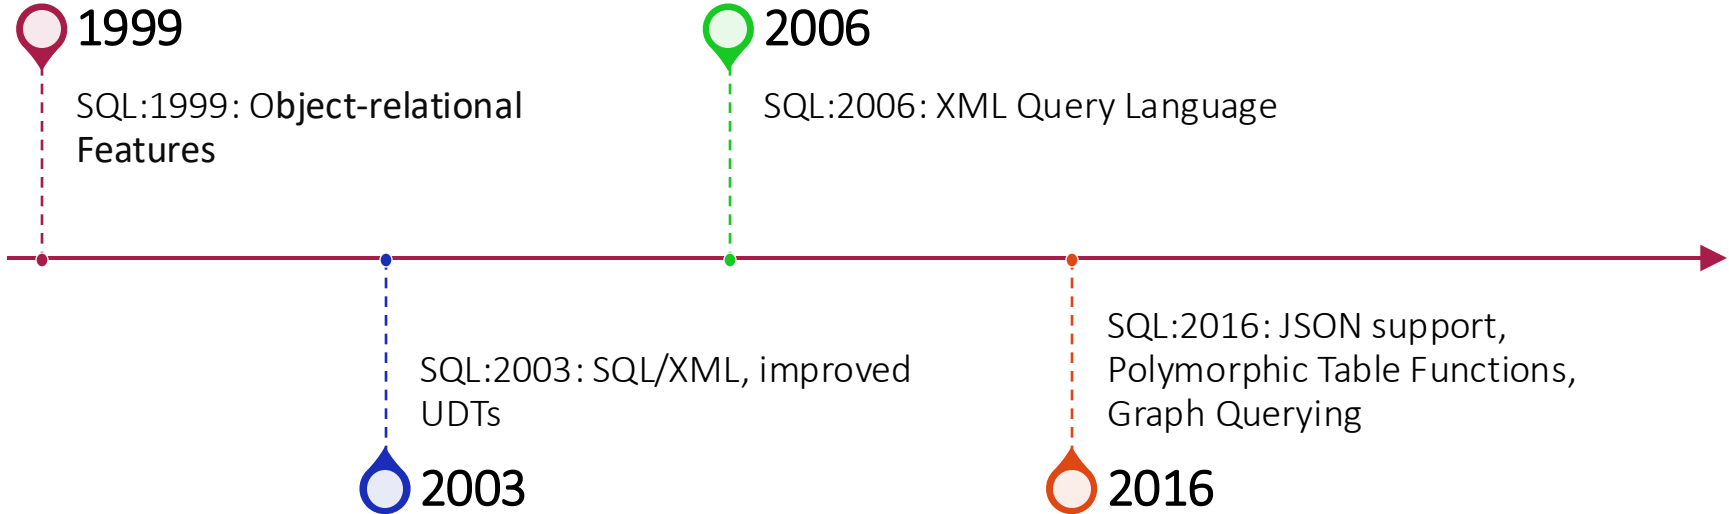 1999
SQL:1999: Object-relational
Features
2003
SQL:2003: SQL/XML, improved
UDTs
2006
SQL:2006: XML Query Language
2016
SQL:2016: JSON support,
Polymorphic Table Functions,
Graph Querying